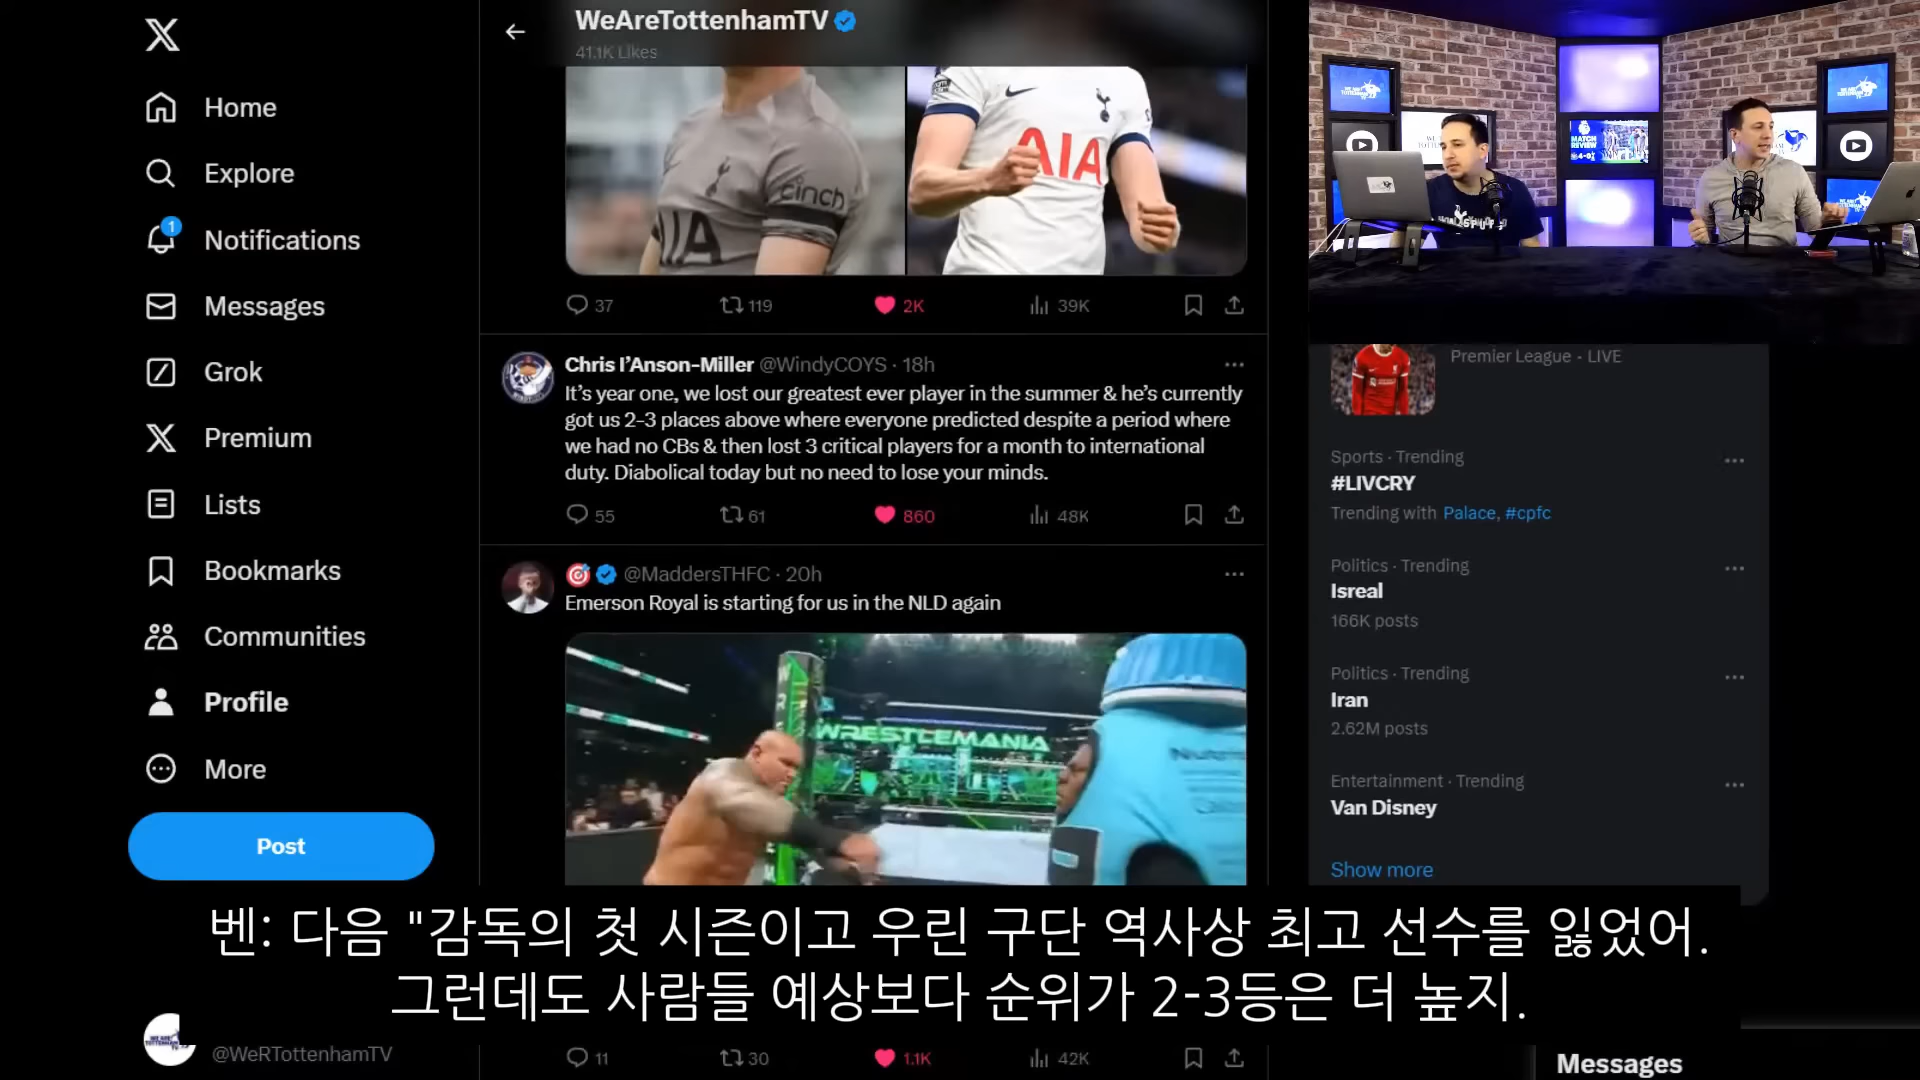 WeAreTottenhamTV
41.1K Likes
Home
Explore
1
Notifications
Messages
Grok
Premium
Lists
Bookmarks
Profile
Communities
More
Post
@WeRTottenhamTV
cinch
AIA
37 119 2K 39K
Chris I'Anson-Miller @WindyCOYS · 18h
It's year one, we lost our greatest ever player in the summer & he's currently
got us 2-3 places above where everyone predicted despite a period where
we had no CBs & then lost 3 critical players for a month to international
duty. Diabolical today but no need to lose your minds.
55 61 860 48K
@MaddersTHFC · 20h
Emerson Royal is starting for us in the NLD again
WRESTLEMANIA
11 30 1.1K 42K
MATCH
REVIEW
Premier League · LIVE
Sports · Trending
#LIVCRY
Trending with Palace, #cpfc
Politics · Trending
Isreal
166K posts
Politics · Trending
Iran
2.62M posts
Entertainment · Trending
Van Disney
Show more
벤: 다음 "감독의 첫 시즌이고 우린 구단 역사상 최고 선수를 잃었어.
그런데도 사람들 예상보다 순위가 2-3등은 더 높지.
Messages